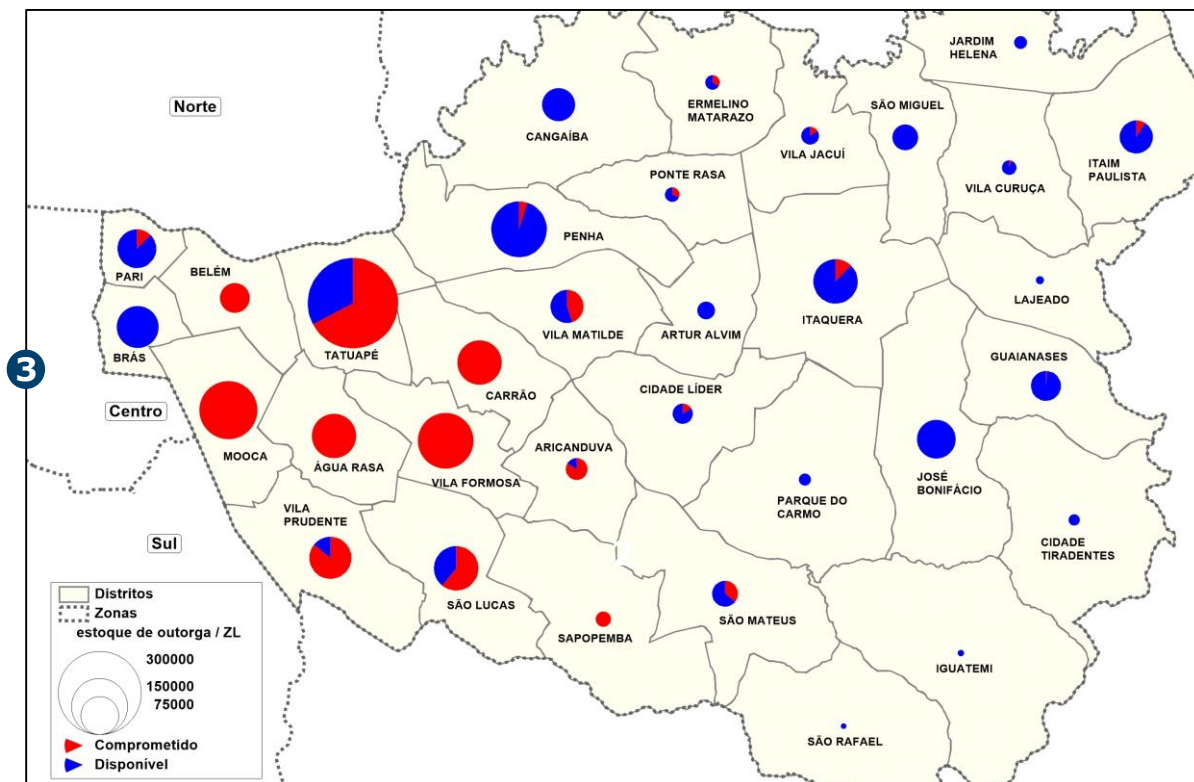 JARDIM
HELENA
Norte
ERMELINO
MATARAZO
SÃO MIGUEL
CANGAÍBA
VILA JACUÍ
ITAIM
PAULISTA
PONTE RASA
VILA CURUÇA
PENHA
PARI
BELÉM
LAJEADO
BRÁS
TATUAPÉ
VILA MATILDE
ARTUR ALVIM
ITAQUERA
3
GUAIANASES
CIDADE LÍDER
CARRÃO
Centro
MOOCA
ÁGUA RASA
VILA FORMOSA
ARICANDUVA
PARQUE DO
CARMO
JOSÉ
BONIFÁCIO
VILA
PRUDENTE
CIDADE
TIRADENTES
Sul
SÃO LUCAS
SAPOPEMBA
SÃO MATEUS
IGUATEMI
SÃO RAFAEL
Distritos
Zonas
estoque de outorga / ZL
300000
150000
75000
Comprometido
Disponível